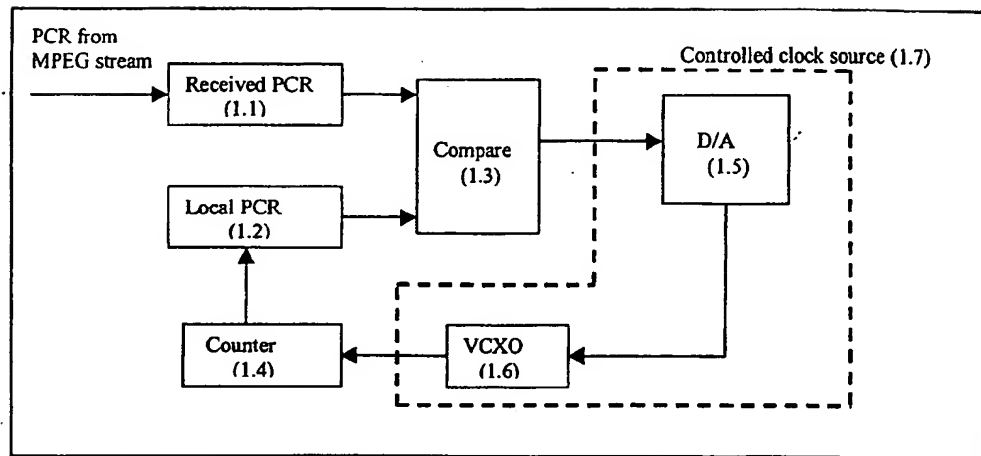 PCR from
MPEG stream
Controlled clock source (1.7)
Received PCR
(1.1)
Compare
(1.3)
D/A
(1.5)
Local PCR
(1.2)
Counter
(1.4)
VCXO
(1.6)